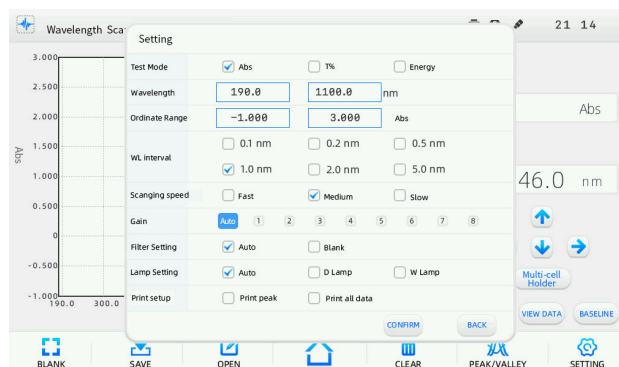 Wavelength Sca
21 14
Setting
Test Mode Abs T% Energy
Wavelength 190.0 1100.0 nm
Ordinate Range -1.000 3.000 Abs
WL interval
0.1 nm 0.2 nm 0.5 nm
1.0 nm 2.0 nm 5.0 nm
Scanging speed Fast Medium Slow
Gain Auto 1 2 3 4 5 6 7 8
Filter Setting Auto Blank
Lamp Setting Auto D Lamp W Lamp
Print setup Print peak Print all data
CONFIRM BACK
3.000
2.500
2.000
1.500
1.000
0.500
0
-0.500
-1.000
Abs
190.0 300.0
Abs
46.0 nm
Multi-cell
Holder
VIEW DATA BASELINE
BLANK SAVE OPEN CLEAR PEAK/VALLEY SETTING